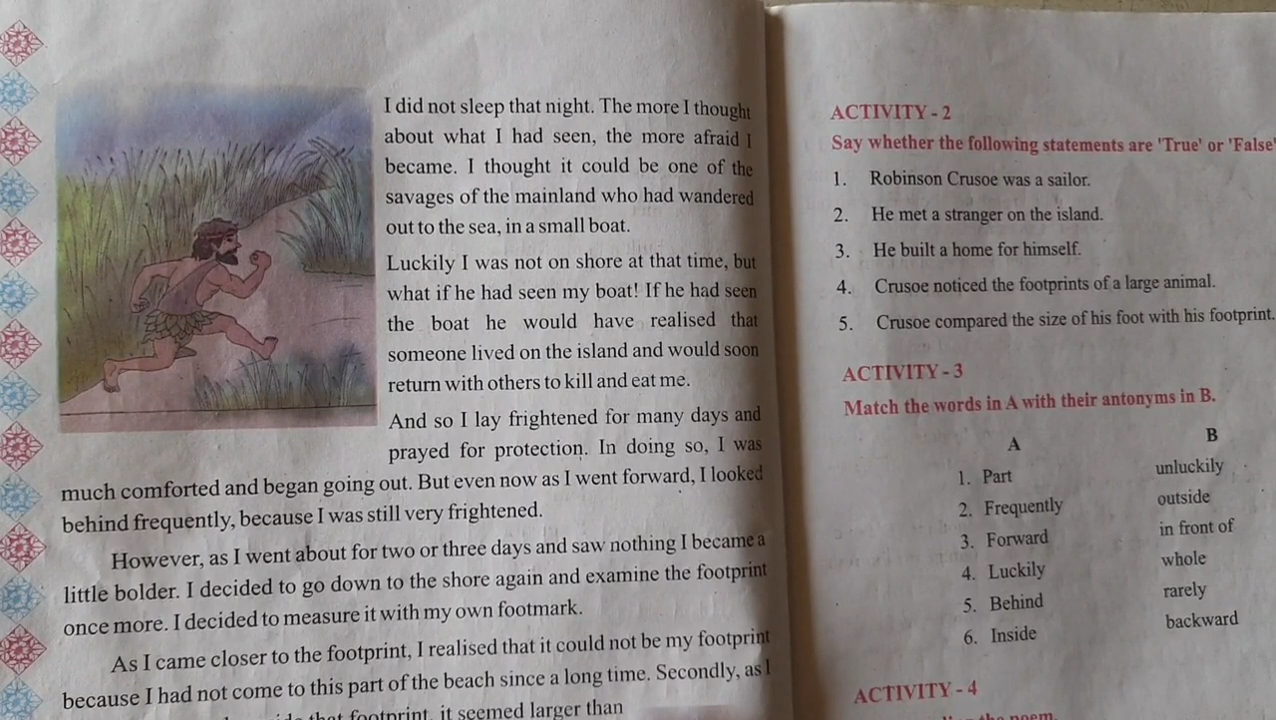 I did not sleep that night. The more I thought
about what I had seen, the more afraid I
became. I thought it could be one of the
savages of the mainland who had wandered
out to the sea, in a small boat.
Luckily I was not on shore at that time, but
what if he had seen my boat! If he had seen
the boat he would have realised that
someone lived on the island and would soon
return with others to kill and eat me.
And so I lay frightened for many days and
prayed for protection. In doing so, I was
much comforted and began going out. But even now as I went forward, I looked
behind frequently, because I was still very frightened.
However, as I went about for two or three days and saw nothing I became a
little bolder. I decided to go down to the shore again and examine the footprint
once more. I decided to measure it with my own footmark.
As I came closer to the footprint, I realised that it could not be my footprint
because I had not come to this part of the beach since a long time. Secondly, as I
that footprint, it seemed larger than
ACTIVITY - 2
Say whether the following statements are 'True' or 'False'
1. Robinson Crusoe was a sailor.
2. He met a stranger on the island.
3. He built a home for himself.
4. Crusoe noticed the footprints of a large animal.
5. Crusoe compared the size of his foot with his footprint.
ACTIVITY - 3
Match the words in A with their antonyms in B.
A B
1. Part unluckily
2. Frequently outside
3. Forward in front of
4. Luckily whole
5. Behind rarely
6. Inside backward
ACTIVITY - 4
the poem.